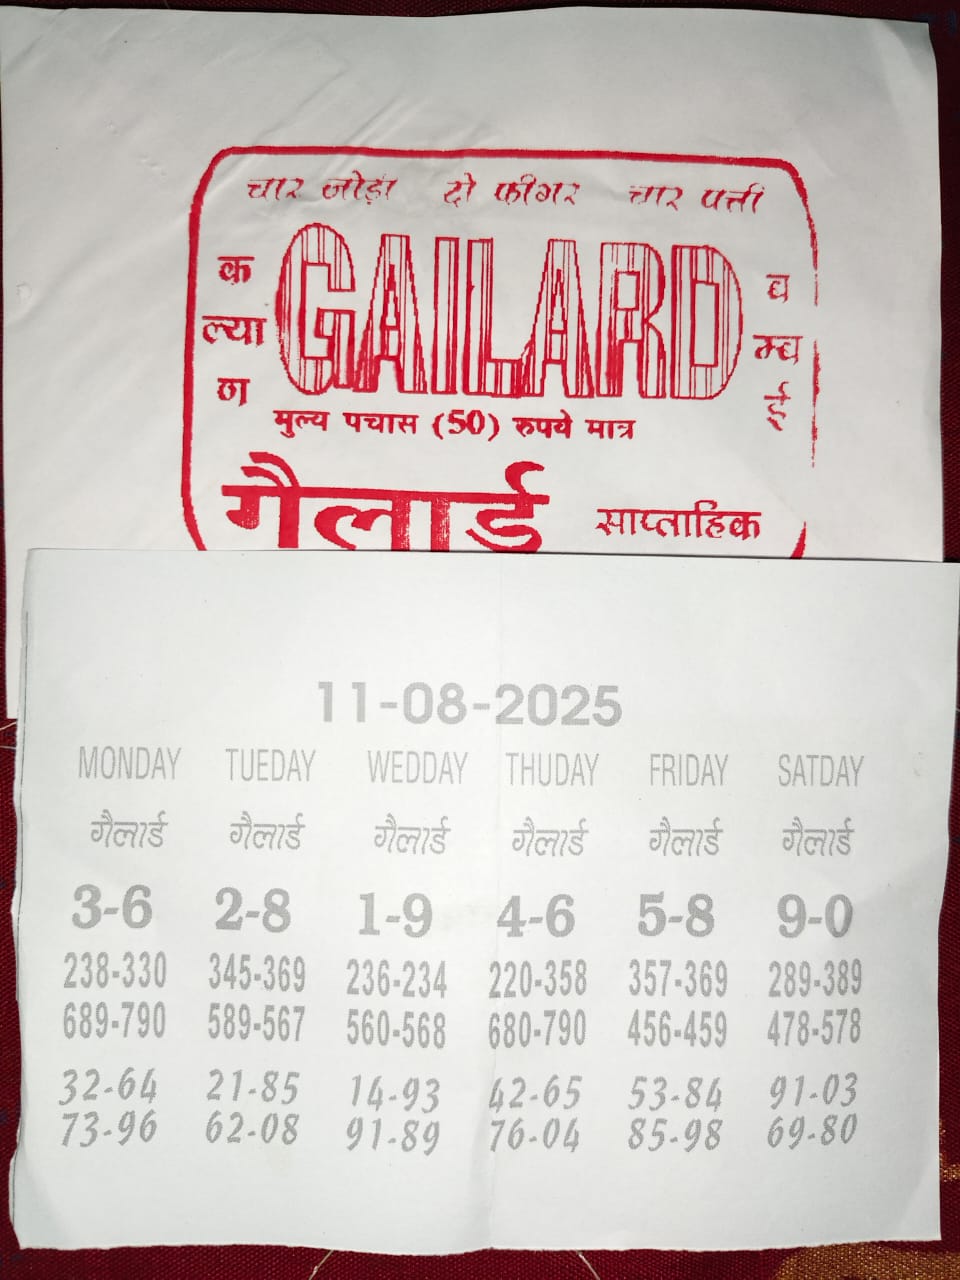 चार जोड़ा दो फीगर चार पत्ती
कल्याण GAILARD बम्बई
मुल्य पचास (50) रुपये मात्र
गैलार्ड साप्ताहिक
11-08-2025
MONDAY TUEDAY WEDDAY THUDAY FRIDAY SATDAY
गैलार्ड गैलार्ड गैलार्ड गैलार्ड गैलार्ड गैलार्ड
3-6 2-8 1-9 4-6 5-8 9-0
238-330 345-369 236-234 220-358 357-369 289-389
689-790 589-567 560-568 680-790 456-459 478-578
32-64 21-85 14-93 42-65 53-84 91-03
73-96 62-08 91-89 76-04 85-98 69-80